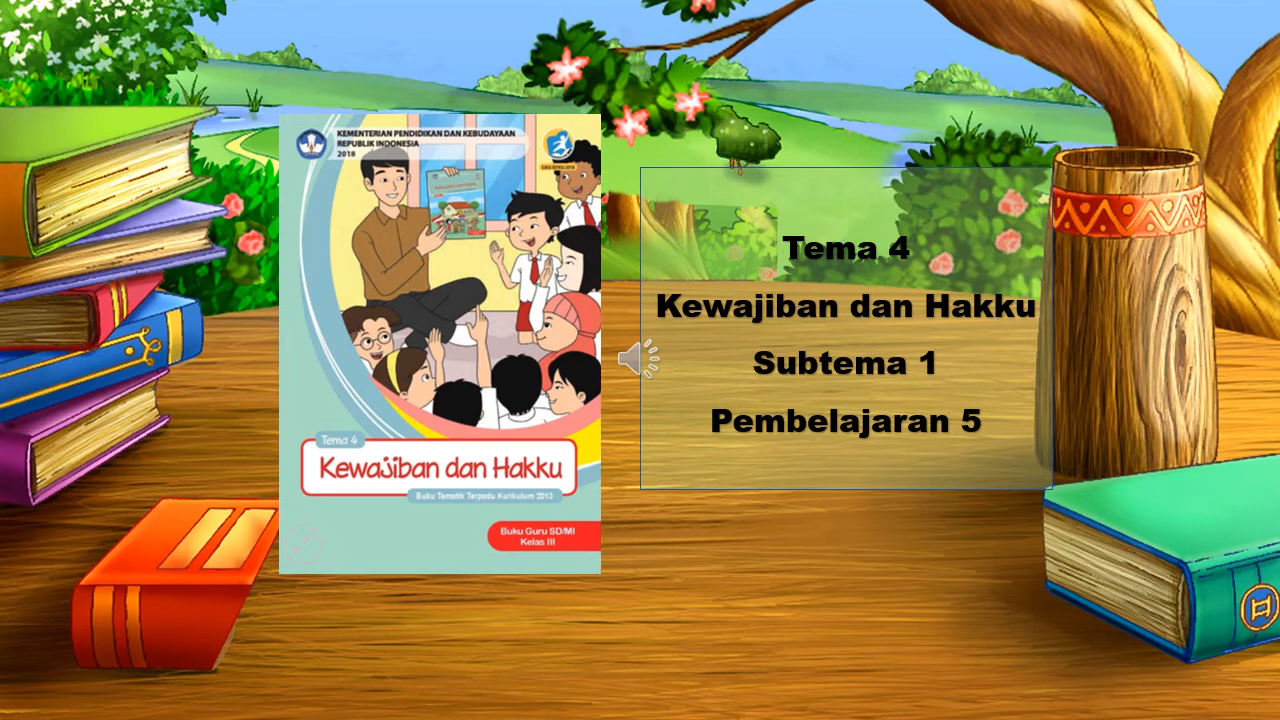 KEMENTERIAN PENDIDIKAN DAN KEBUDAYAAN
REPUBLIK INDONESIA
2018
Tema 4
Kewajiban dan Hakku
Buku Tematik Terpadu Kurikulum 2013
Buku Guru SD/MI
Kelas III
Tema 4
Kewajiban dan Hakku
Subtema 1
Pembelajaran 5